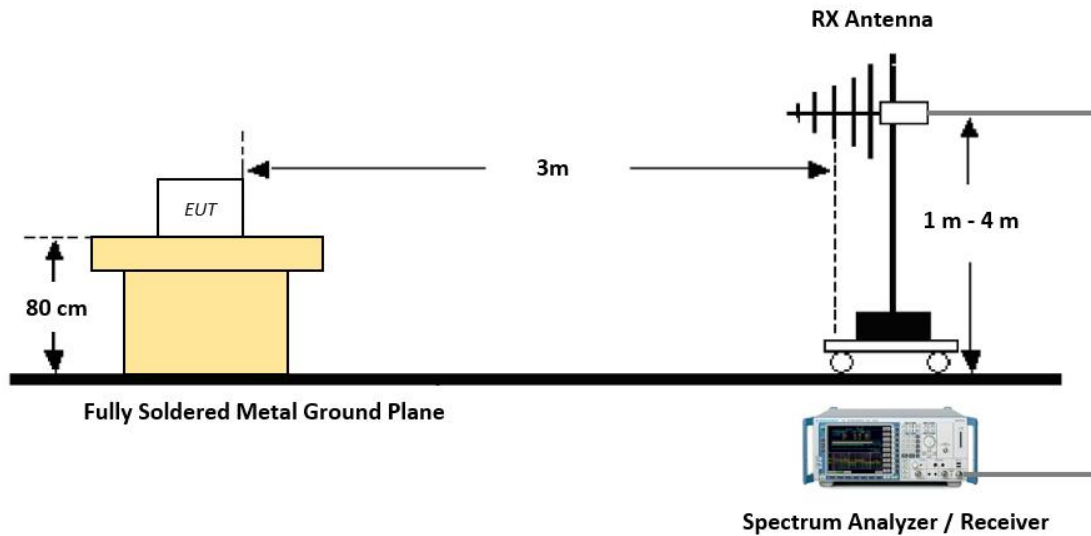 RX Antenna
3m
EUT
1 m - 4 m
80 cm
Fully Soldered Metal Ground Plane
Spectrum Analyzer / Receiver